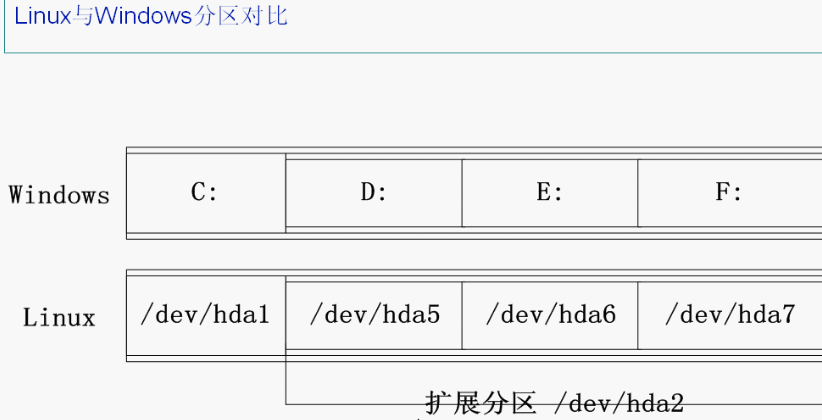 Linux与Windows分区对比
Windows C: D: E: F:
Linux /dev/hda1 /dev/hda5 /dev/hda6 /dev/hda7
扩展分区 /dev/hda2